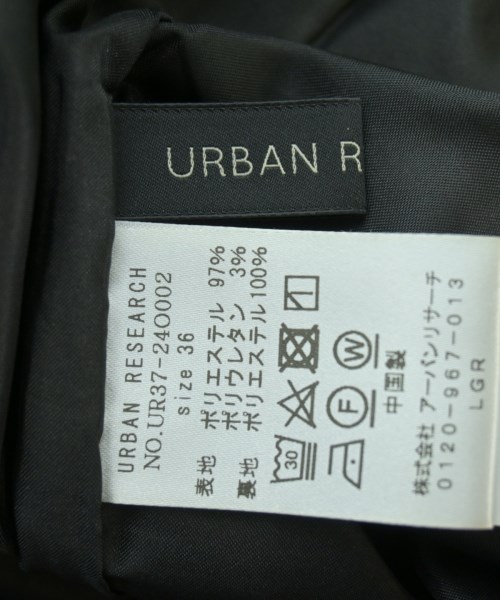 URBAN R
URBAN RESEARCH
NO.UR37-24O002
size 36
表地 ポリエステル 97%
ポリウレタン 3%
裏地 ポリエステル100%
30
F W
中国製
株式会社 アーバンリサーチ
0120-967-013
LGR